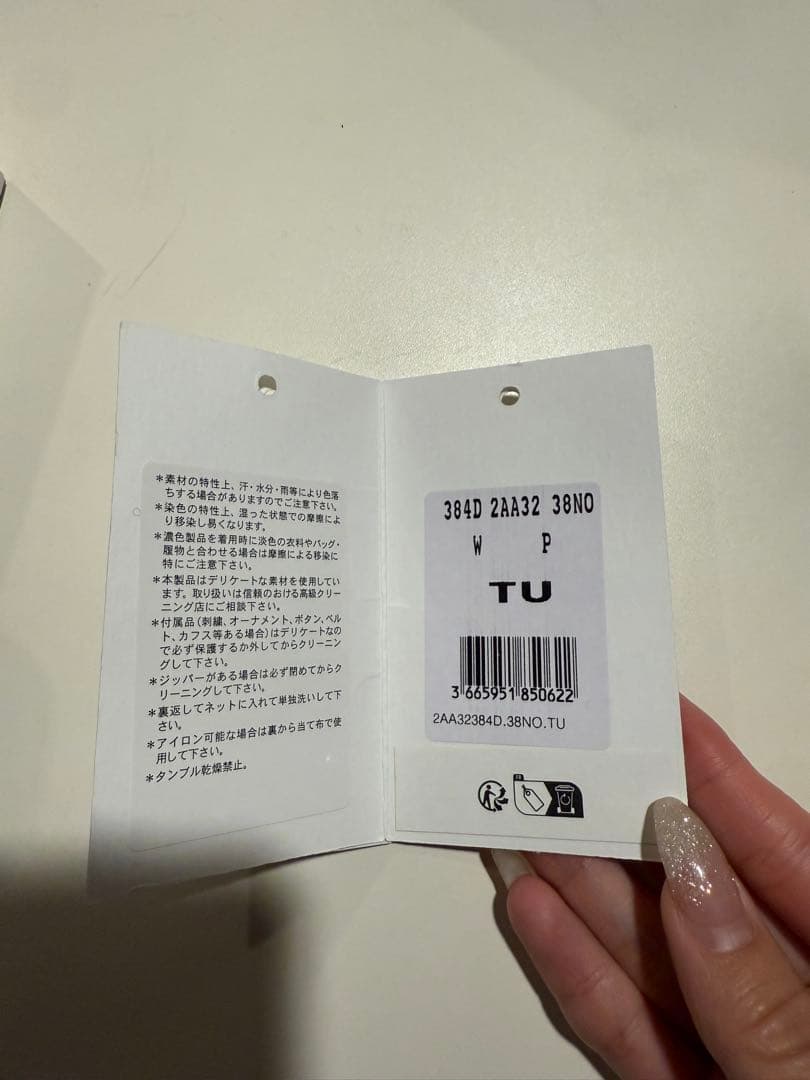 ＊素材の特性上、汗・水分・雨等により色落
ちする場合がありますのでご注意下さい。
＊染色の特性上、湿った状態での摩擦によ
り移染し易くなります。
＊濃色製品を着用時に淡色の衣料やバッグ・
履物と合わせる場合は摩擦による移染に
特にご注意下さい。
＊本製品はデリケートな素材を使用してい
ます。取り扱いは信頼のおける高級クリー
ニング店にご相談下さい。
＊付属品(刺繍、オーナメント、ボタン、ベル
ト、カフス等ある場合)はデリケートなの
で必ず保護するか外してからクリーニン
グして下さい。
＊ジッパーがある場合は必ず閉めてからク
リーニングして下さい。
＊裏返してネットに入れて単独洗いして下
さい。
＊アイロン可能な場合は裏から当て布で使
用して下さい。
＊タンブル乾燥禁止。
384D 2AA32 38NO
W P
TU
3 665951 850622
2AA32384D.38NO.TU